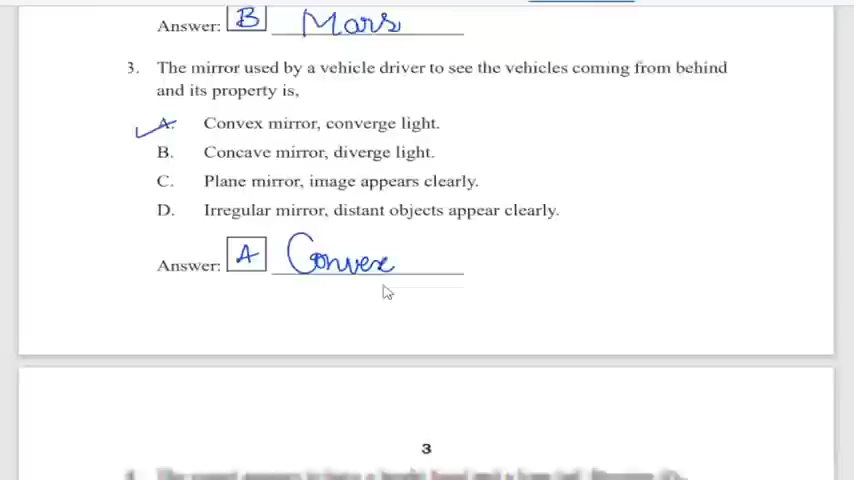 Answer: B Mars
3. The mirror used by a vehicle driver to see the vehicles coming from behind
and its property is,
A. Convex mirror, converge light.
B. Concave mirror, diverge light.
C. Plane mirror, image appears clearly.
D. Irregular mirror, distant objects appear clearly.
Answer: A Convex
3